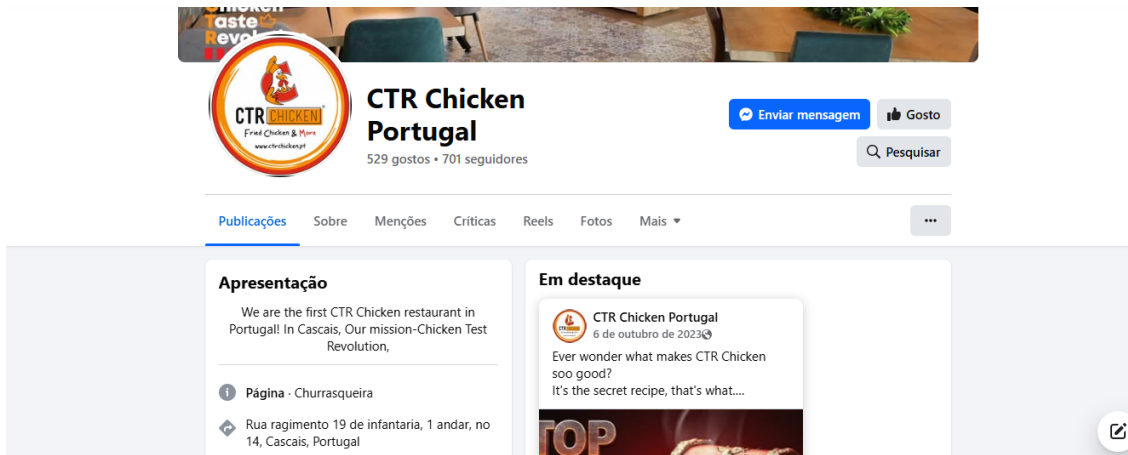 Chicken
Taste
CTR CHICKEN
Fried Chicken & More
www.ctrchicken.pt
CTR Chicken
Portugal
529 gostos • 701 seguidores
Enviar mensagem
Gosto
Pesquisar
Publicações
Sobre
Menções
Críticas
Reels
Fotos
Mais
Apresentação
We are the first CTR Chicken restaurant in
Portugal! In Cascais, Our mission-Chicken Test
Revolution,
Página · Churrasqueira
Rua ragimento 19 de infantaria, 1 andar, no
14, Cascais, Portugal
Em destaque
CTR Chicken Portugal
6 de outubro de 2023
Ever wonder what makes CTR Chicken
soo good?
It's the secret recipe, that's what....
TOP